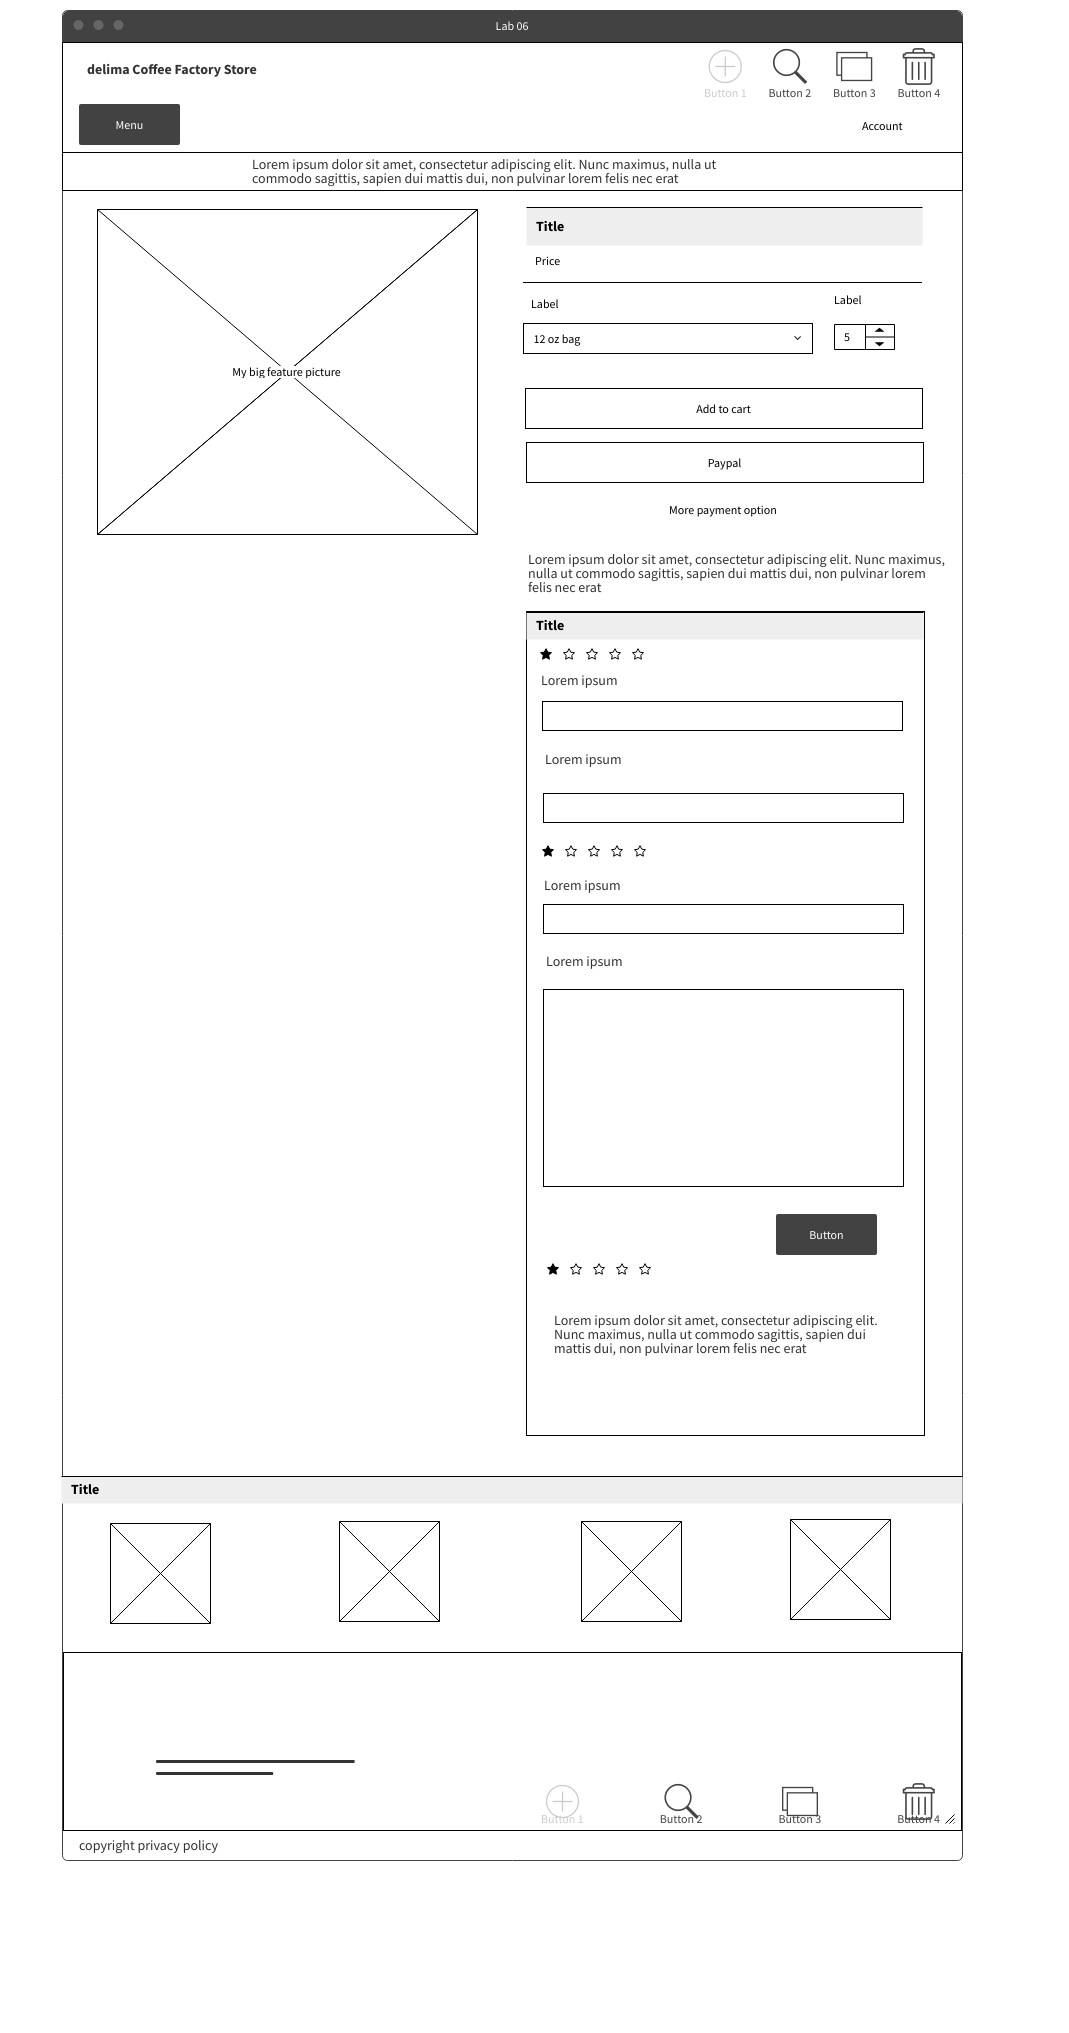 Lab 06
delima Coffee Factory Store
Button 1
Button 2
Button 3
Button 4
Menu
Account
Lorem ipsum dolor sit amet, consectetur adipiscing elit. Nunc maximus, nulla ut
commodo sagittis, sapien dui mattis dui, non pulvinar lorem felis nec erat
My big feature picture
Title
Price
Label
Label
12 oz bag
5
Add to cart
Paypal
More payment option
Lorem ipsum dolor sit amet, consectetur adipiscing elit. Nunc maximus,
nulla ut commodo sagittis, sapien dui mattis dui, non pulvinar lorem
felis nec erat
Title
Lorem ipsum
Lorem ipsum
Lorem ipsum
Lorem ipsum
Button
Lorem ipsum dolor sit amet, consectetur adipiscing elit.
Nunc maximus, nulla ut commodo sagittis, sapien dui
mattis dui, non pulvinar lorem felis nec erat
Title
Button 1
Button 2
Button 3
Button 4
copyright privacy policy